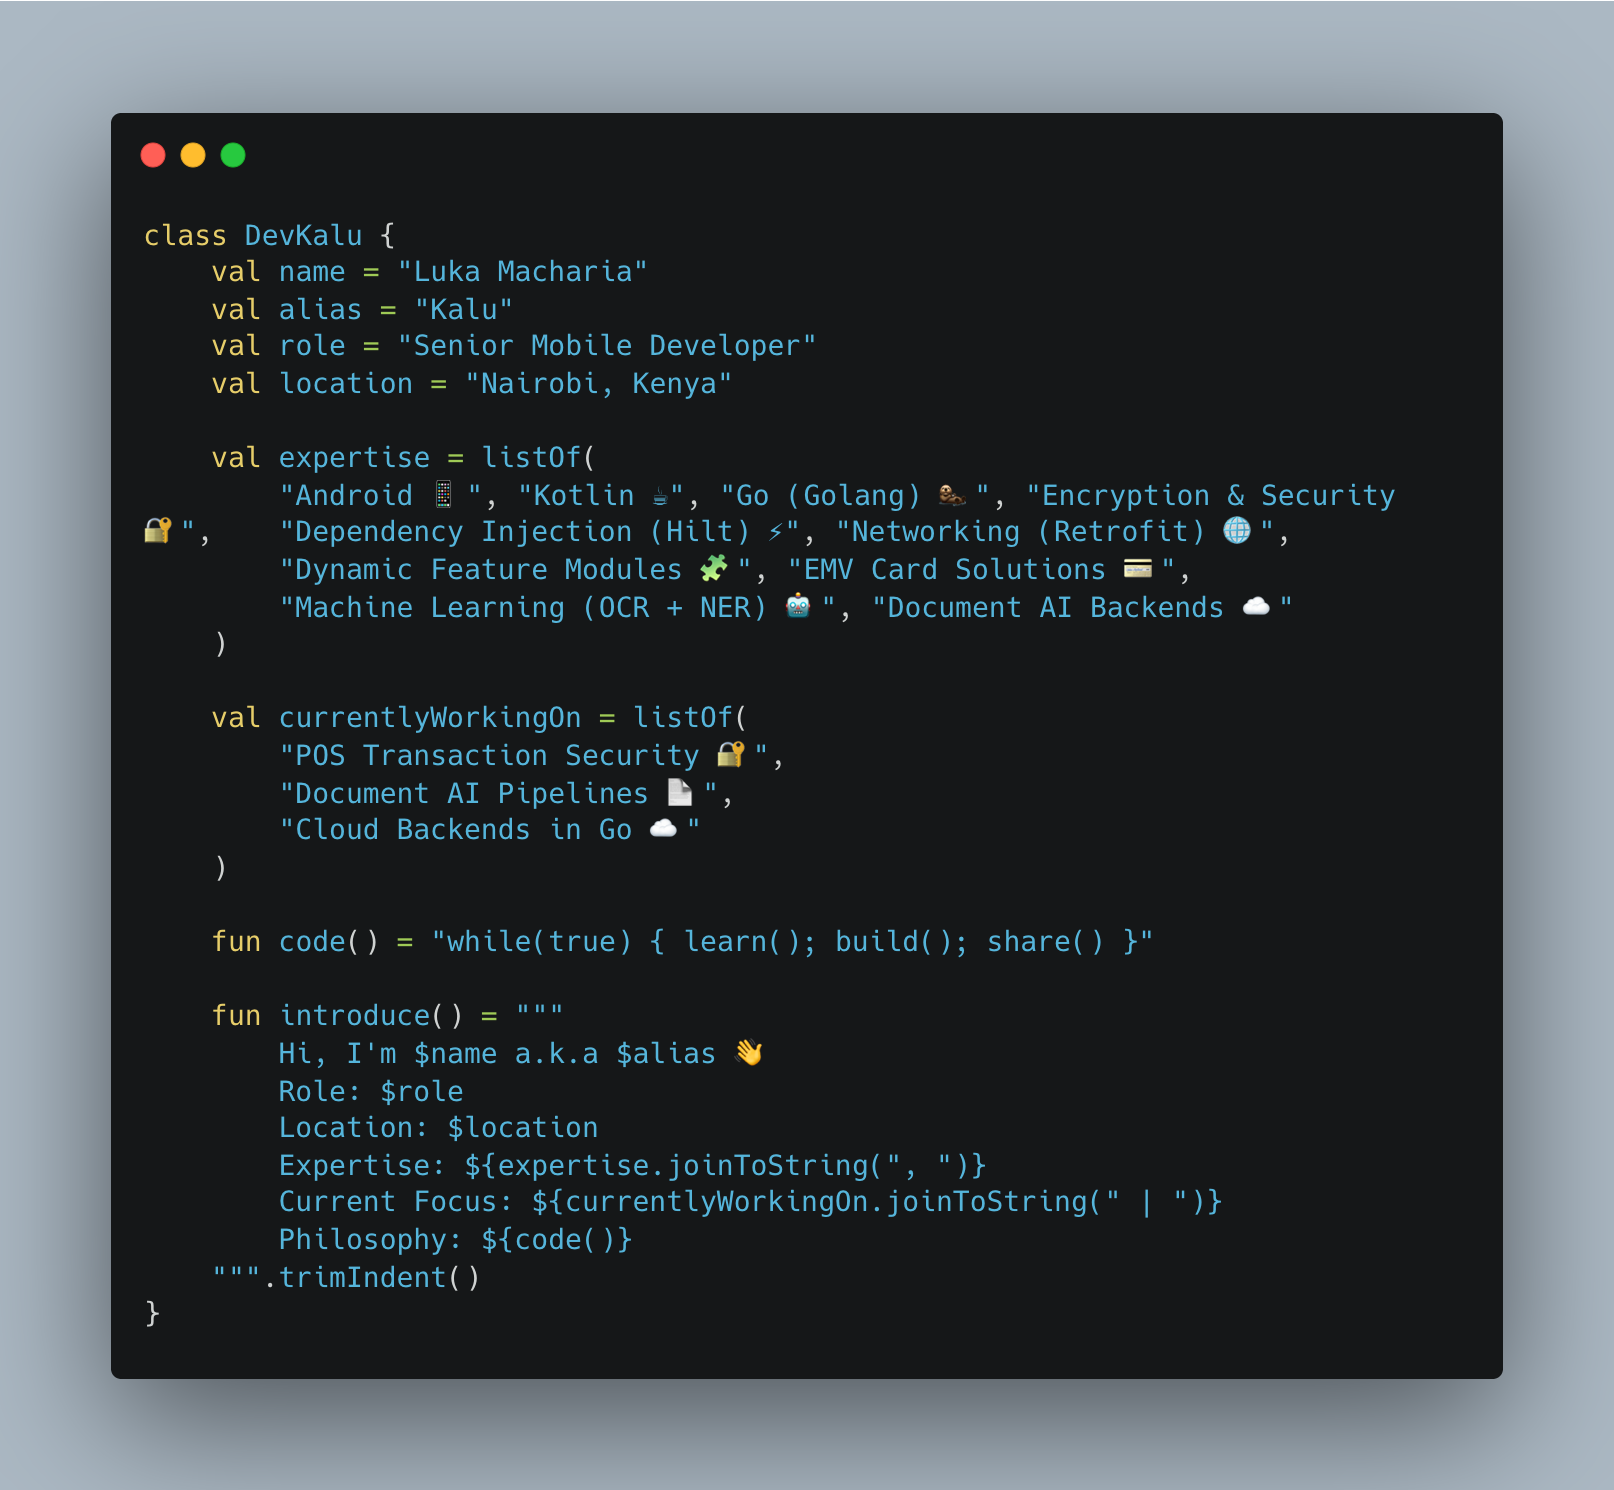 class DevKalu {
    val name = "Luka Macharia"
    val alias = "Kalu"
    val role = "Senior Mobile Developer"
    val location = "Nairobi, Kenya"

    val expertise = listOf(
        "Android 📱", "Kotlin ☕", "Go (Golang) 🦦", "Encryption & Security
🔐",    "Dependency Injection (Hilt) ⚡", "Networking (Retrofit) 🌐",
        "Dynamic Feature Modules 🧩", "EMV Card Solutions 💳",
        "Machine Learning (OCR + NER) 🤖", "Document AI Backends ☁️"
    )

    val currentlyWorkingOn = listOf(
        "POS Transaction Security 🔐",
        "Document AI Pipelines 📄",
        "Cloud Backends in Go ☁️"
    )

    fun code() = "while(true) { learn(); build(); share() }"

    fun introduce() = """
        Hi, I'm $name a.k.a $alias 👋
        Role: $role
        Location: $location
        Expertise: ${expertise.joinToString(", ")}
        Current Focus: ${currentlyWorkingOn.joinToString(" | ")}
        Philosophy: ${code()}
    """.trimIndent()
}